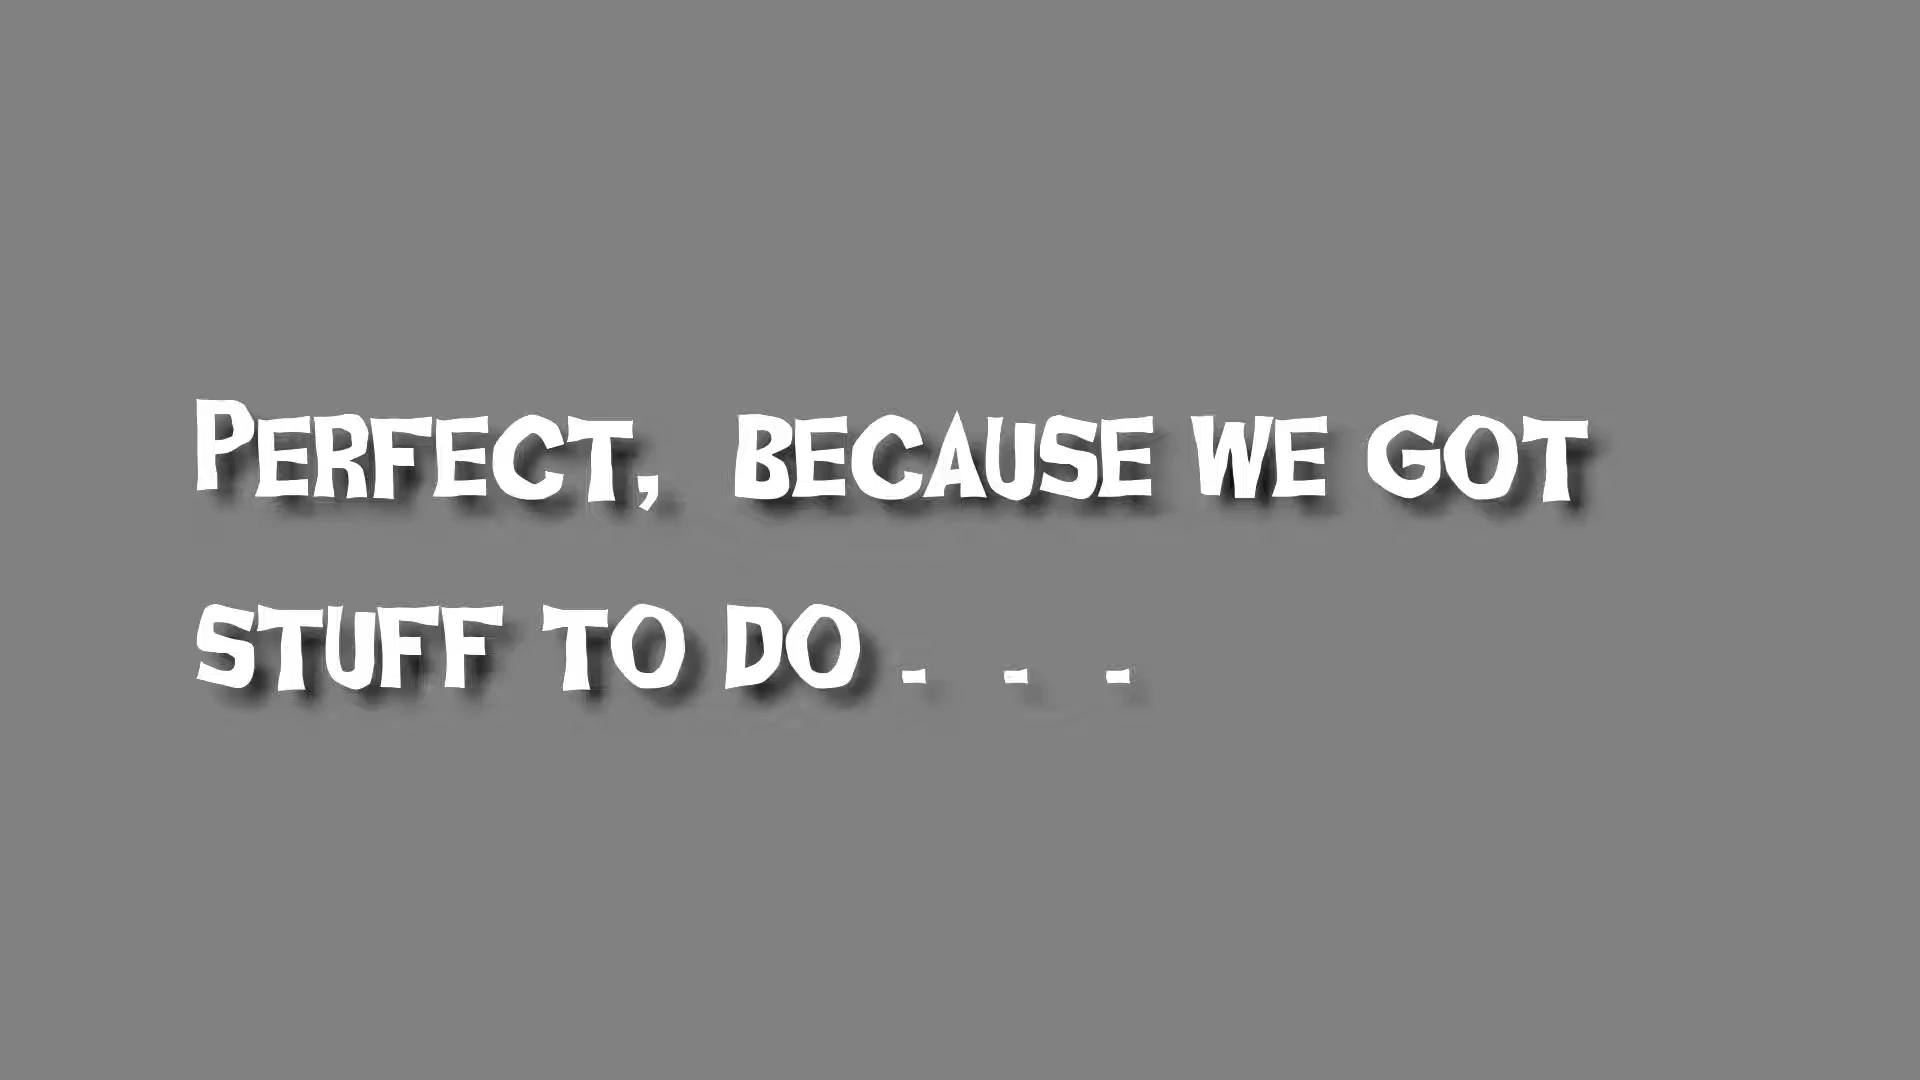 Perfect, because we got
stuff to do . . .